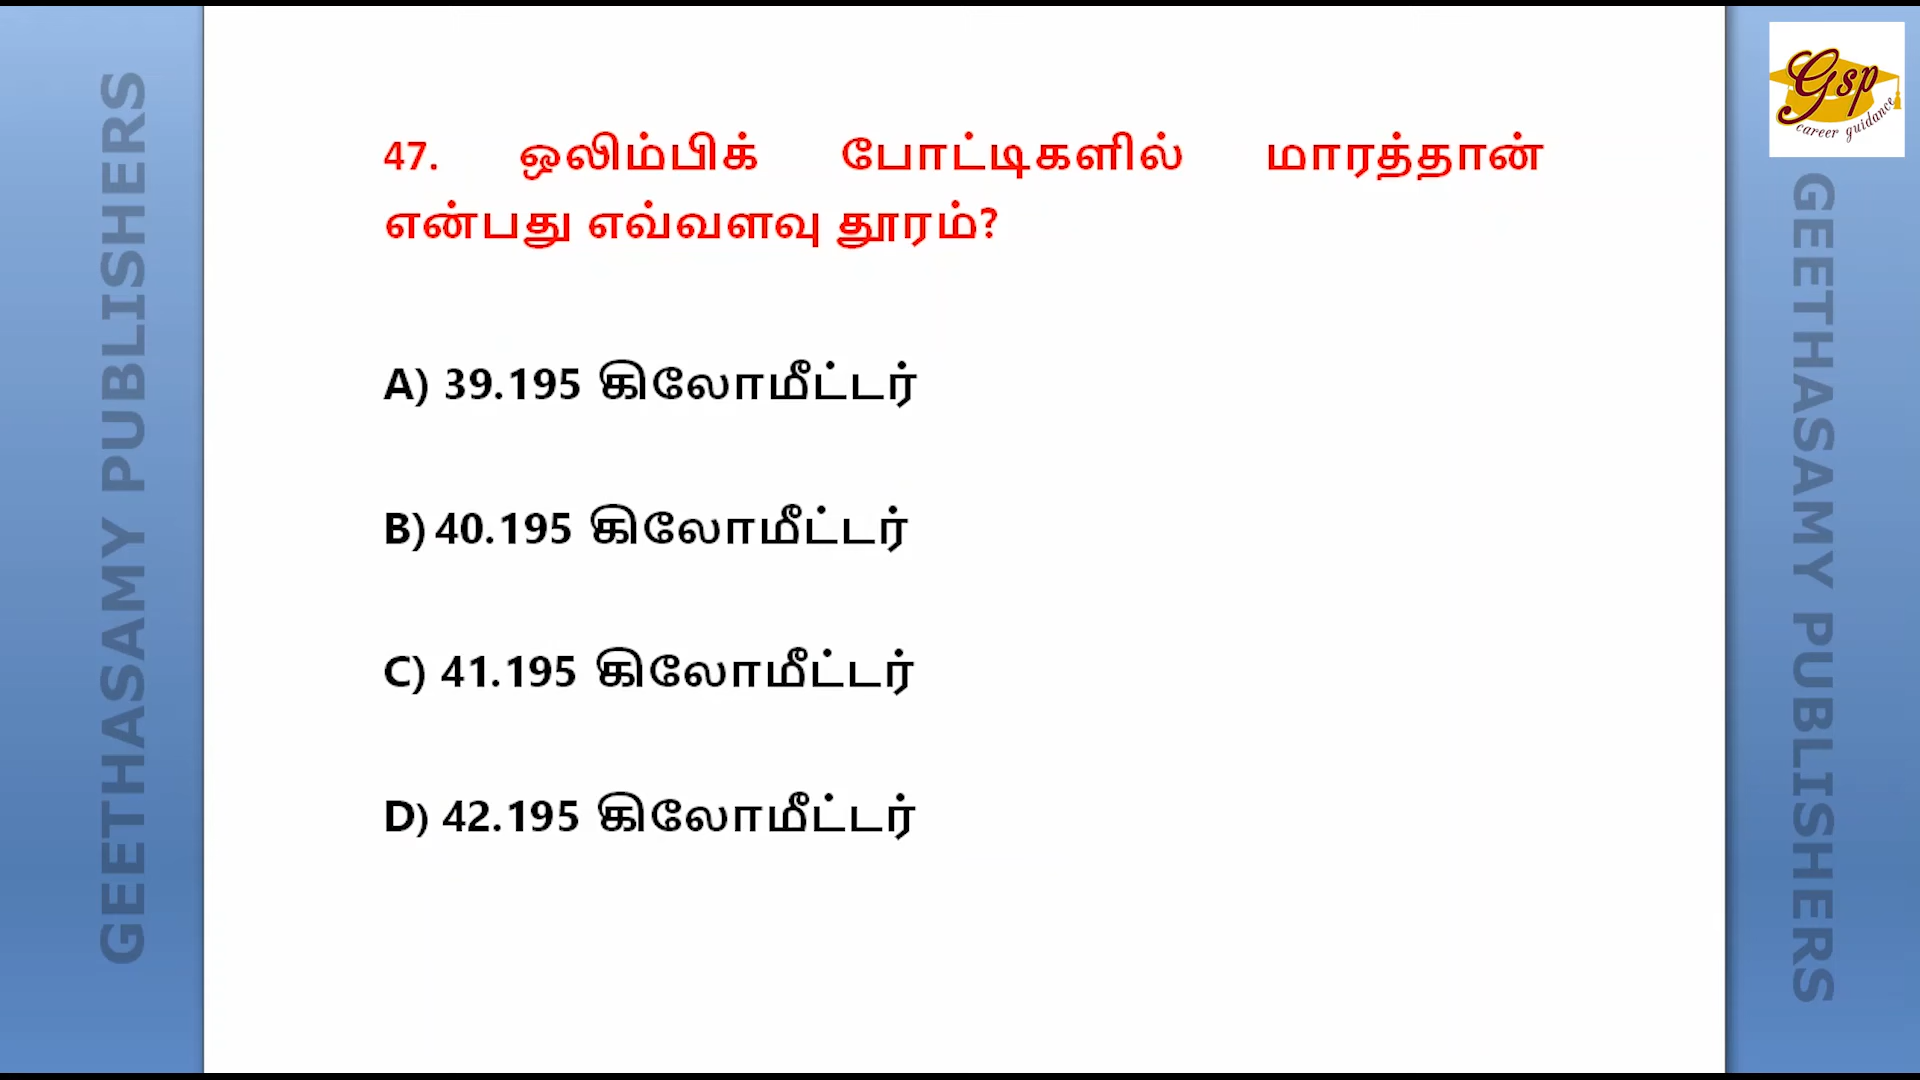 GEETHASAMY PUBLISHERS
47. ஒலிம்பிக் போட்டிகளில் மாரத்தான்
என்பது எவ்வளவு தூரம்?
A) 39.195 கிலோமீட்டர்
B) 40.195 கிலோமீட்டர்
C) 41.195 கிலோமீட்டர்
D) 42.195 கிலோமீட்டர்
Gsp
career guidance
GEETHASAMY PUBLISHERS